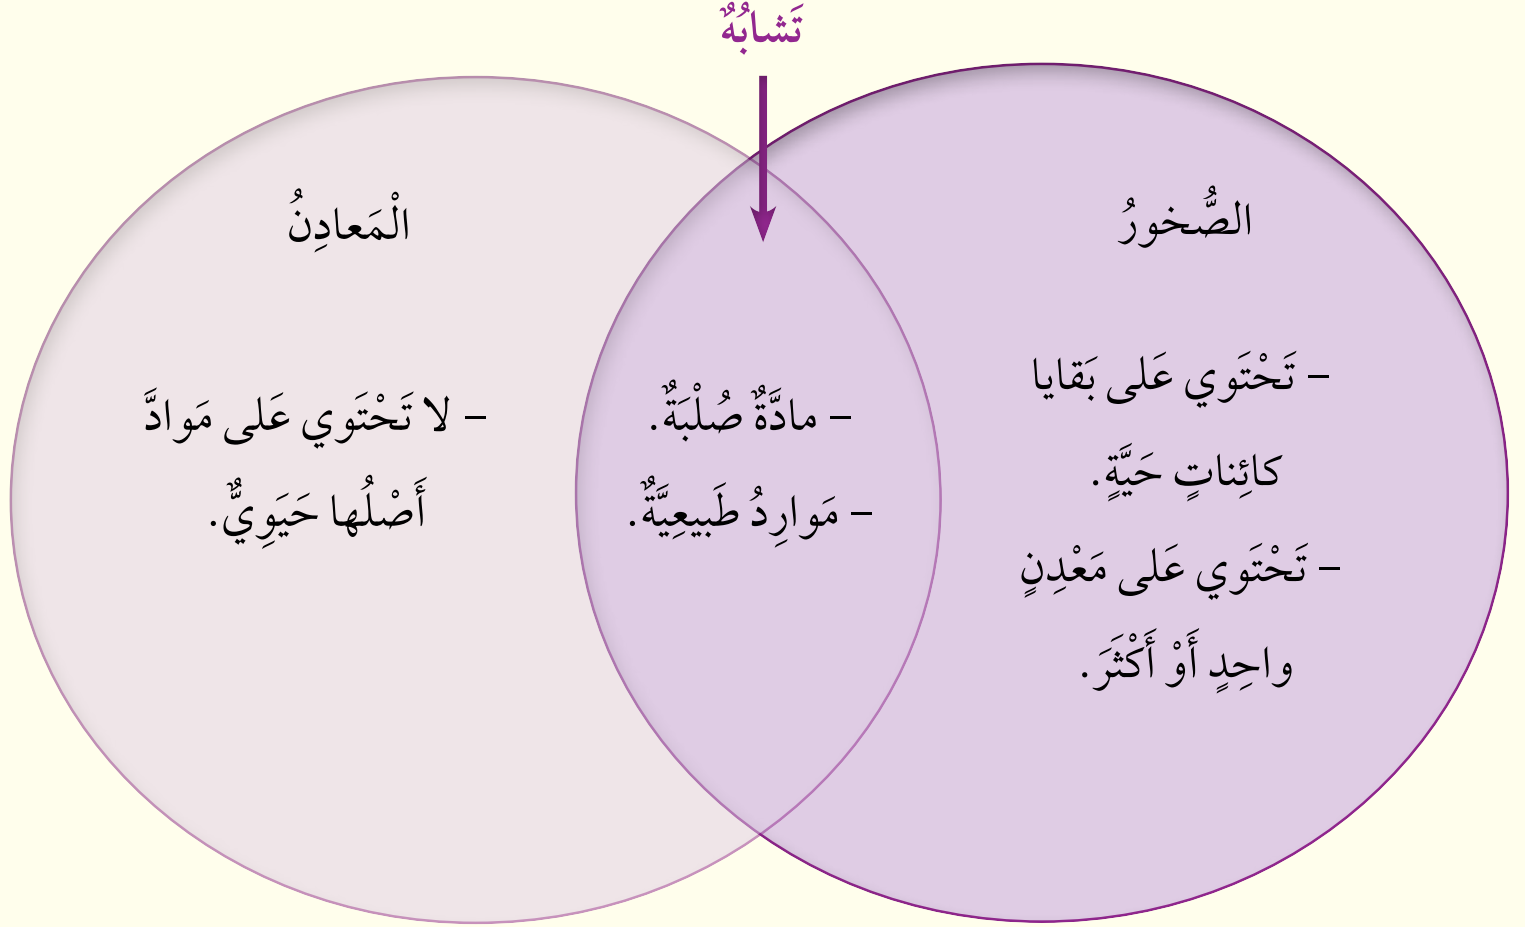 تَشابُهٌ
الصُّخورُ
– تَحْتَوي عَلى بَقايا
كائِناتٍ حَيَّةٍ.
– تَحْتَوي عَلى مَعْدِنٍ
واحِدٍ أَوْ أَكْثَرَ.
– مادَّةٌ صُلْبَةٌ.
– مَوارِدُ طَبيعِيَّةٌ.
الْمَعادِنُ
– لا تَحْتَوي عَلى مَوادَّ
أَصْلُها حَيَوِيٌّ.